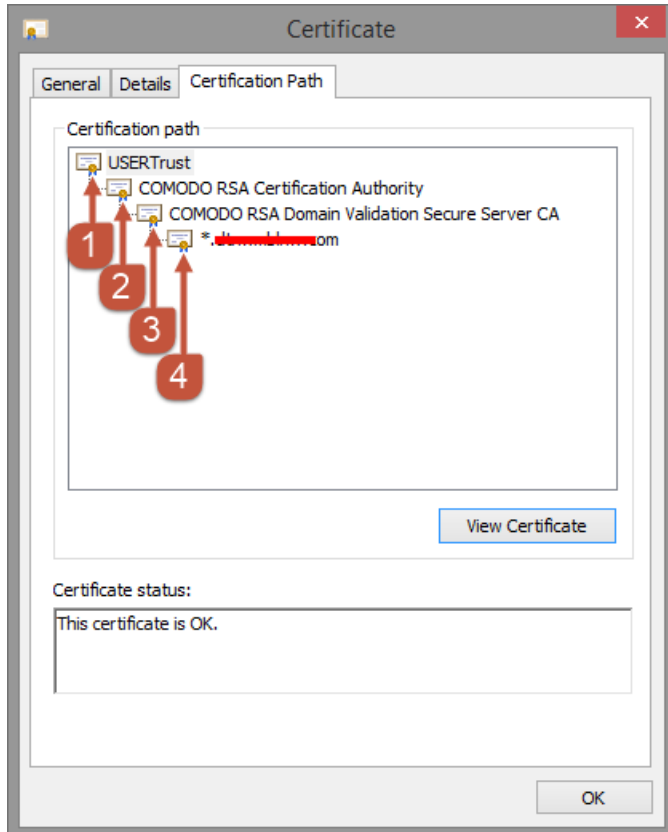 Certificate
General Details Certification Path
Certification path
USERTrust
COMODO RSA Certification Authority
COMODO RSA Domain Validation Secure Server CA
*. com
1
2
3
4
View Certificate
Certificate status:
This certificate is OK.
OK